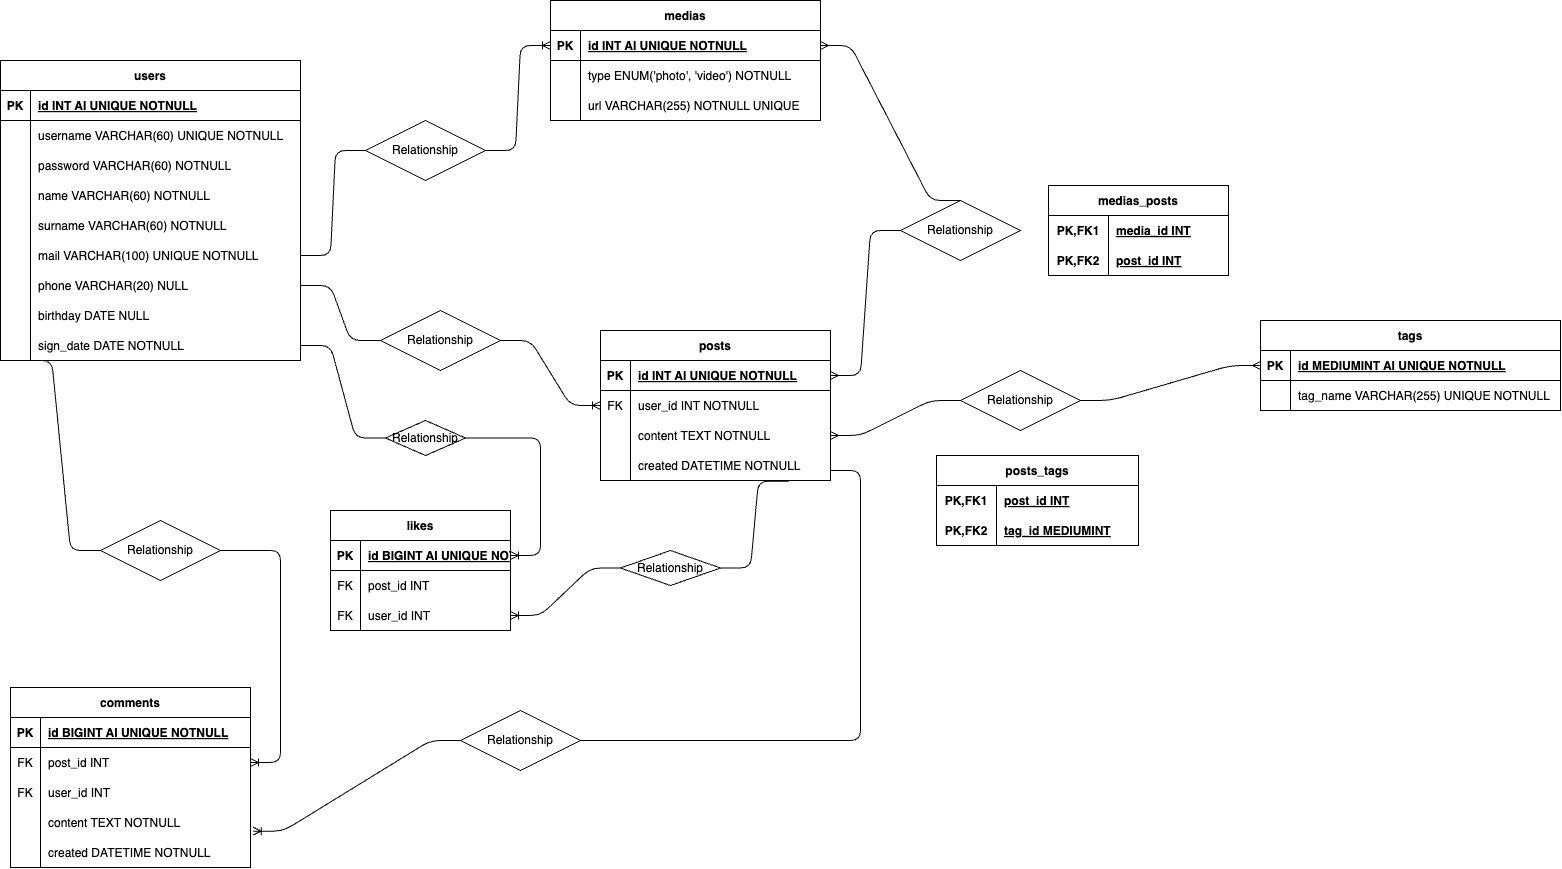 medias
PK id INT AI UNIQUE NOTNULL
type ENUM('photo', 'video') NOTNULL
url VARCHAR(255) NOTNULL UNIQUE
users
PK id INT AI UNIQUE NOTNULL
username VARCHAR(60) UNIQUE NOTNULL
password VARCHAR(60) NOTNULL
name VARCHAR(60) NOTNULL
surname VARCHAR(60) NOTNULL
mail VARCHAR(100) UNIQUE NOTNULL
phone VARCHAR(20) NULL
birthday DATE NULL
sign_date DATE NOTNULL
Relationship
Relationship
medias_posts
PK,FK1 media_id INT
PK,FK2 post_id INT
Relationship
posts
PK id INT AI UNIQUE NOTNULL
FK user_id INT NOTNULL
content TEXT NOTNULL
created DATETIME NOTNULL
tags
PK id MEDIUMINT AI UNIQUE NOTNULL
tag_name VARCHAR(255) UNIQUE NOTNULL
Relationship
Relationship
posts_tags
PK,FK1 post_id INT
PK,FK2 tag_id MEDIUMINT
likes
PK id BIGINT AI UNIQUE NO
FK post_id INT
FK user_id INT
Relationship
Relationship
comments
PK id BIGINT AI UNIQUE NOTNULL
FK post_id INT
FK user_id INT
content TEXT NOTNULL
created DATETIME NOTNULL
Relationship